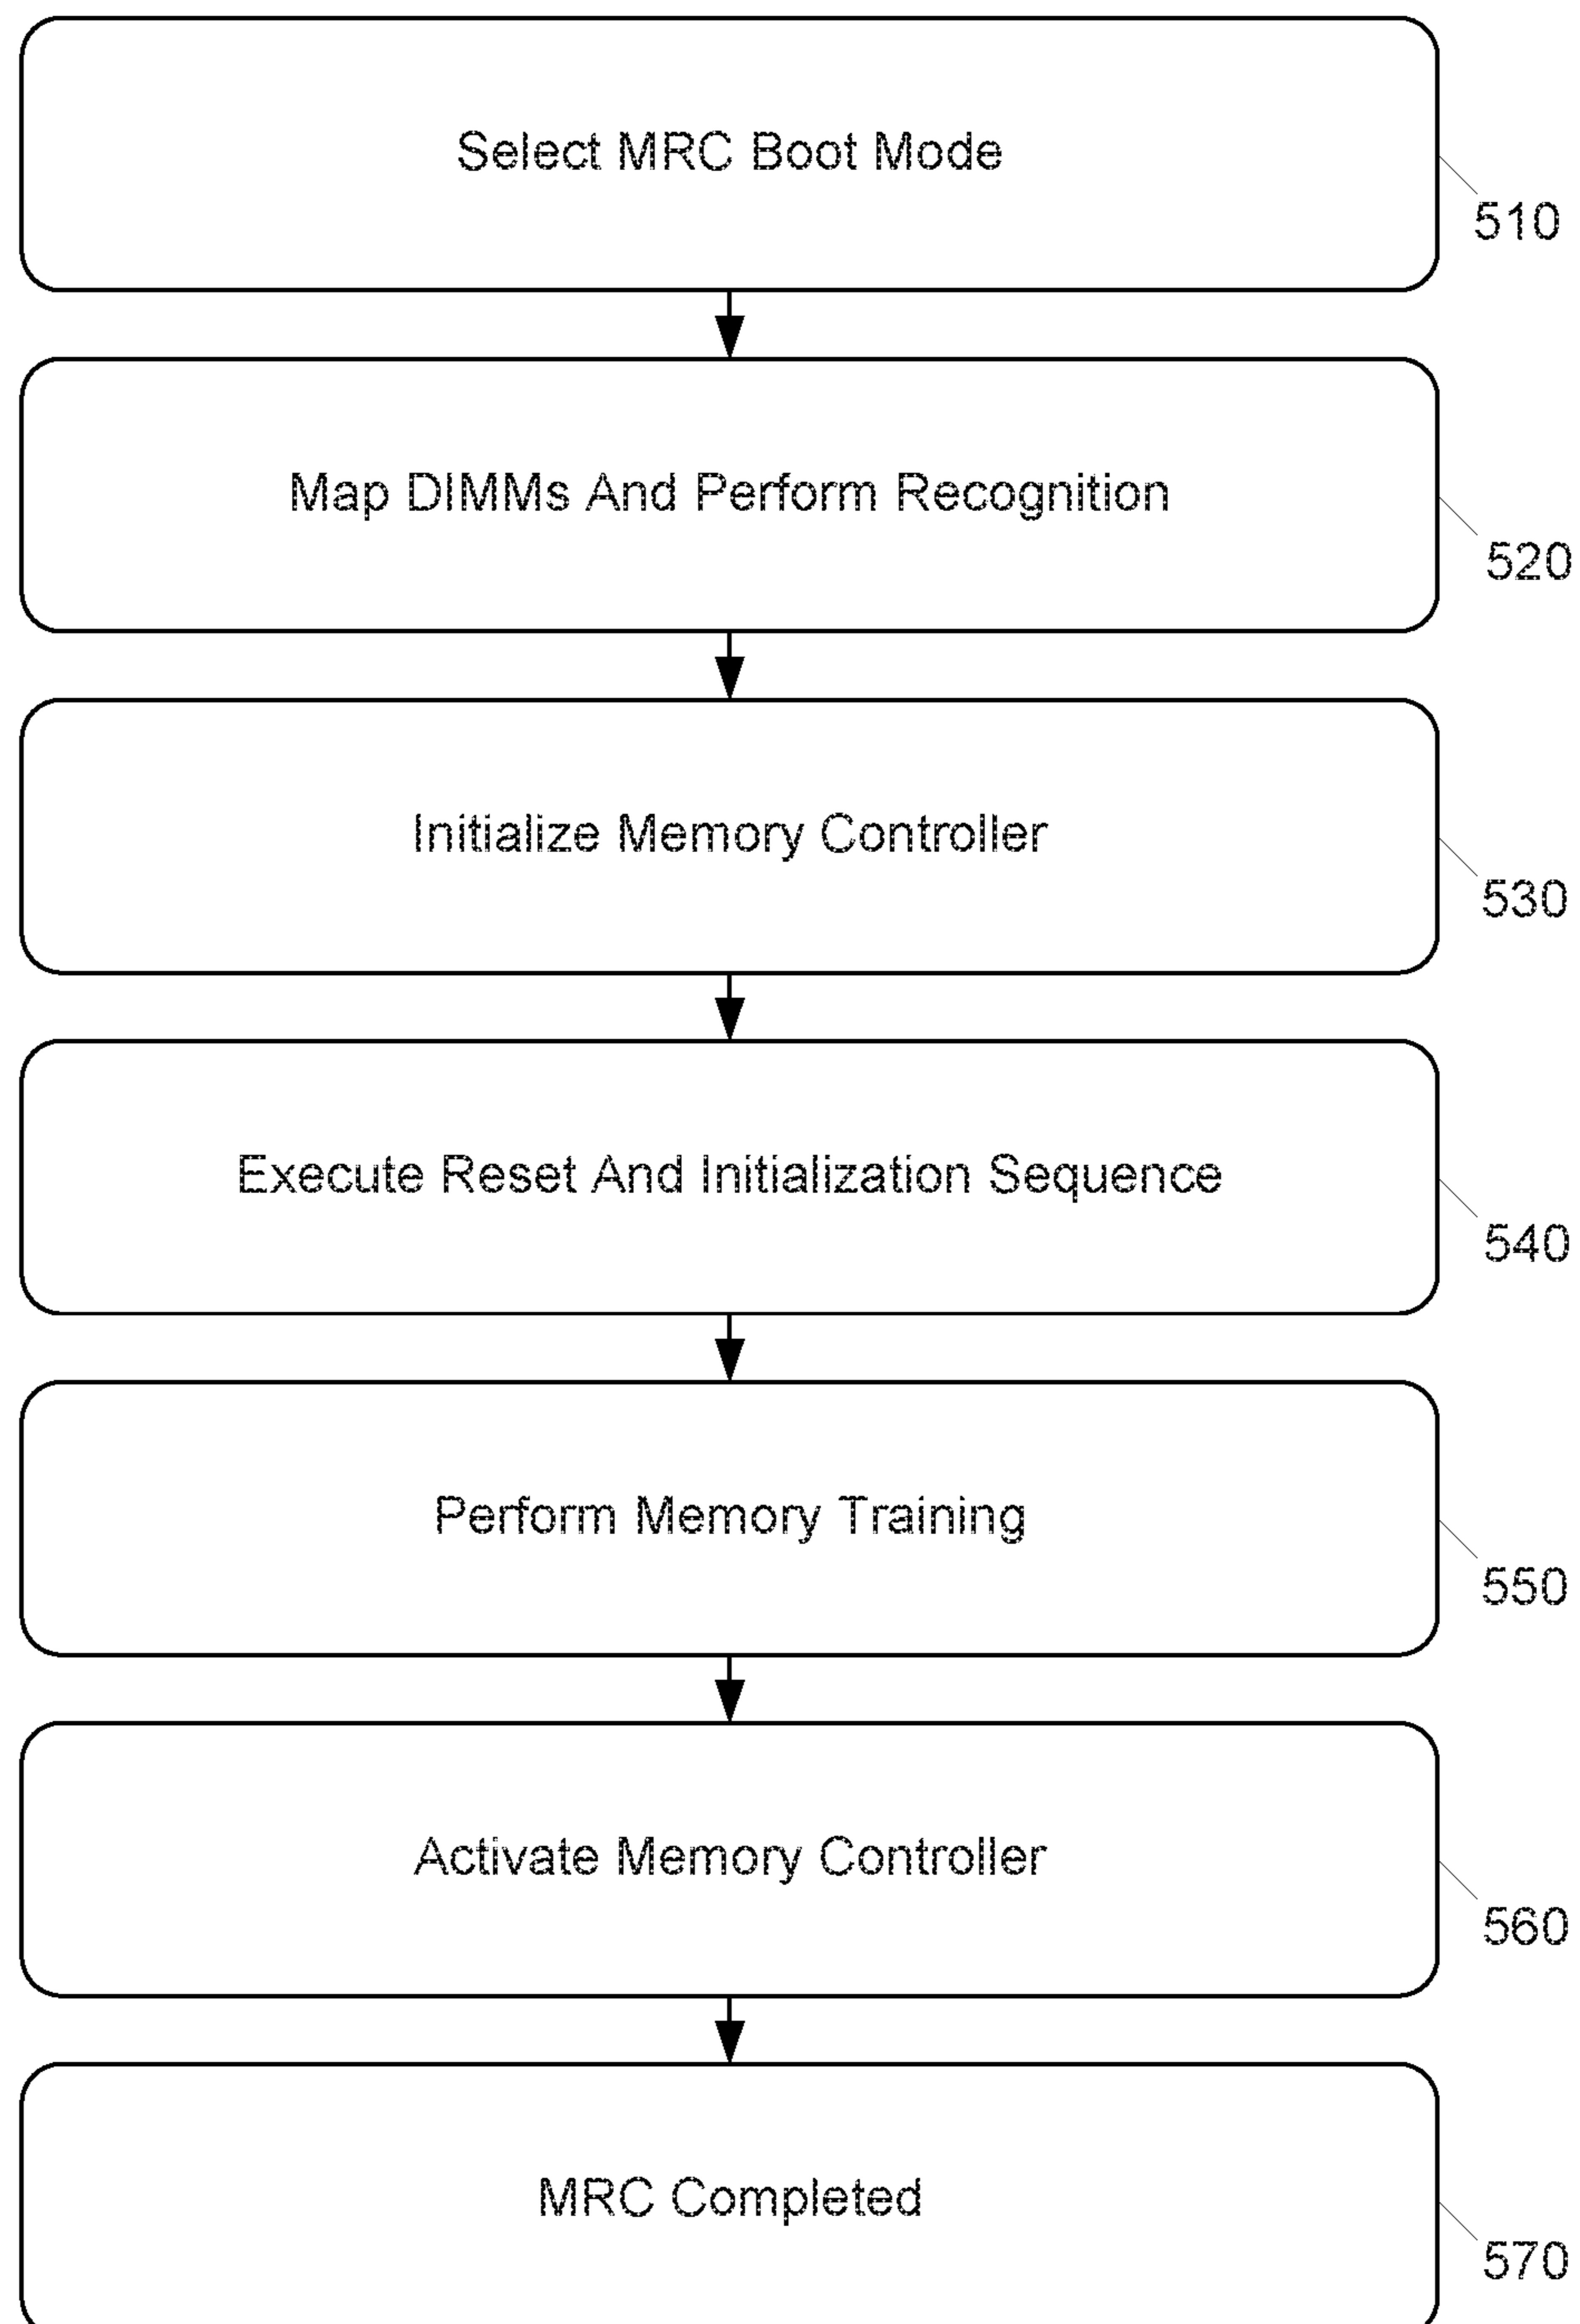 Select MRC Boot Mode
510
Map DIMMs And Perform Recognition
520
Initialize Memory Controller
530
Execute Reset And Initialization Sequence
540
Perform Memory Training
550
Activate Memory Controller
560
MRC Completed
570